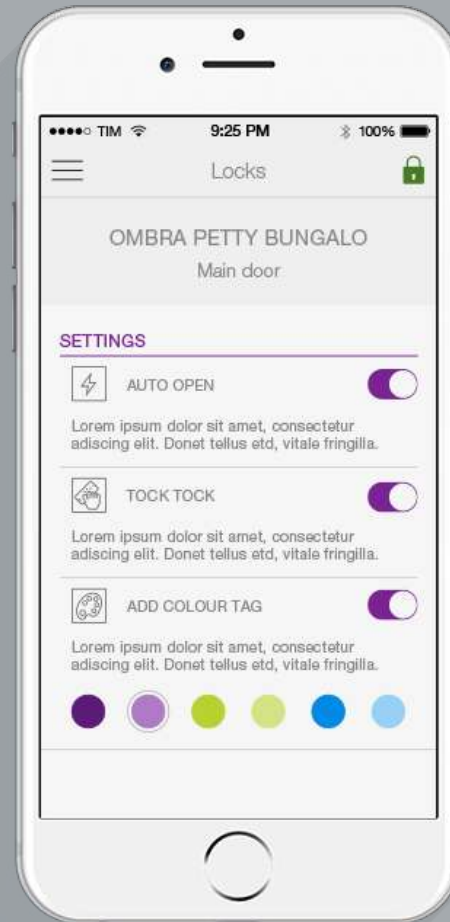 TIM 9:25 PM 100%
Locks
OMBRA PETTY BUNGALO
Main door
SETTINGS
AUTO OPEN
Lorem ipsum dolor sit amet, consectetur
adiscing elit. Donet tellus etd, vitale fringilla.
TOCK TOCK
Lorem ipsum dolor sit amet, consectetur
adiscing elit. Donet tellus etd, vitale fringilla.
ADD COLOUR TAG
Lorem ipsum dolor sit amet, consectetur
adiscing elit. Donet tellus etd, vitale fringilla.